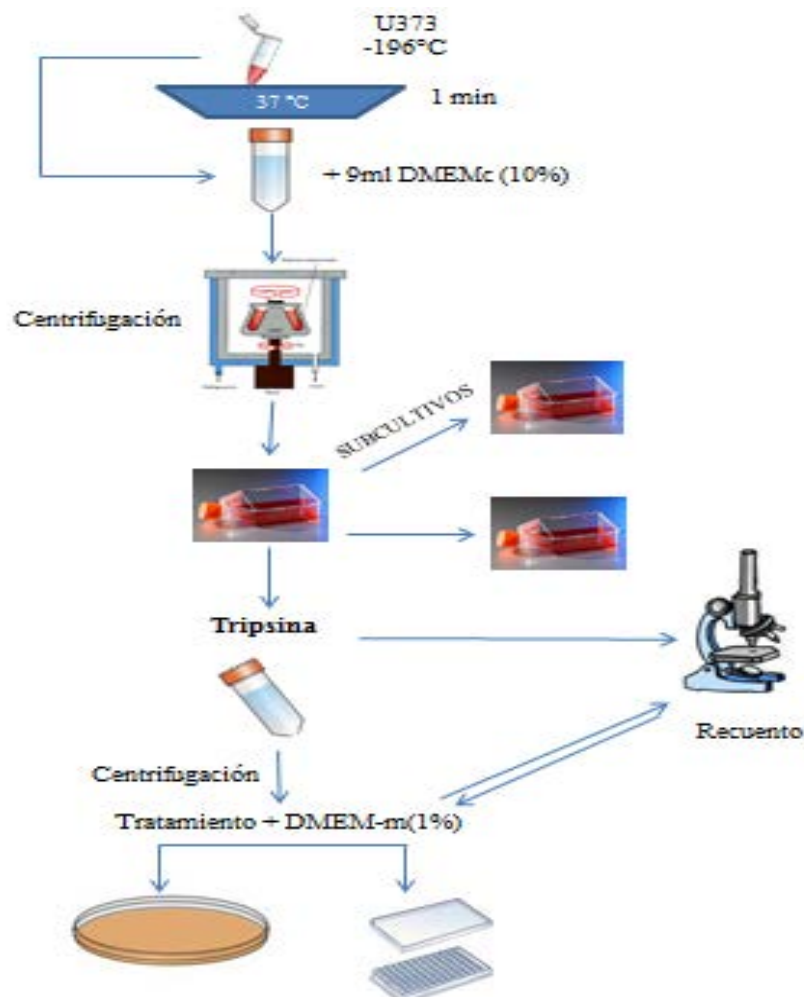 U373
-196°C
37 °C
1 min
+ 9ml DMEMc (10%)
Centrifugación
SUBCULTIVOS
Tripsina
Recuento
Centrifugación
Tratamiento + DMEM-m(1%)